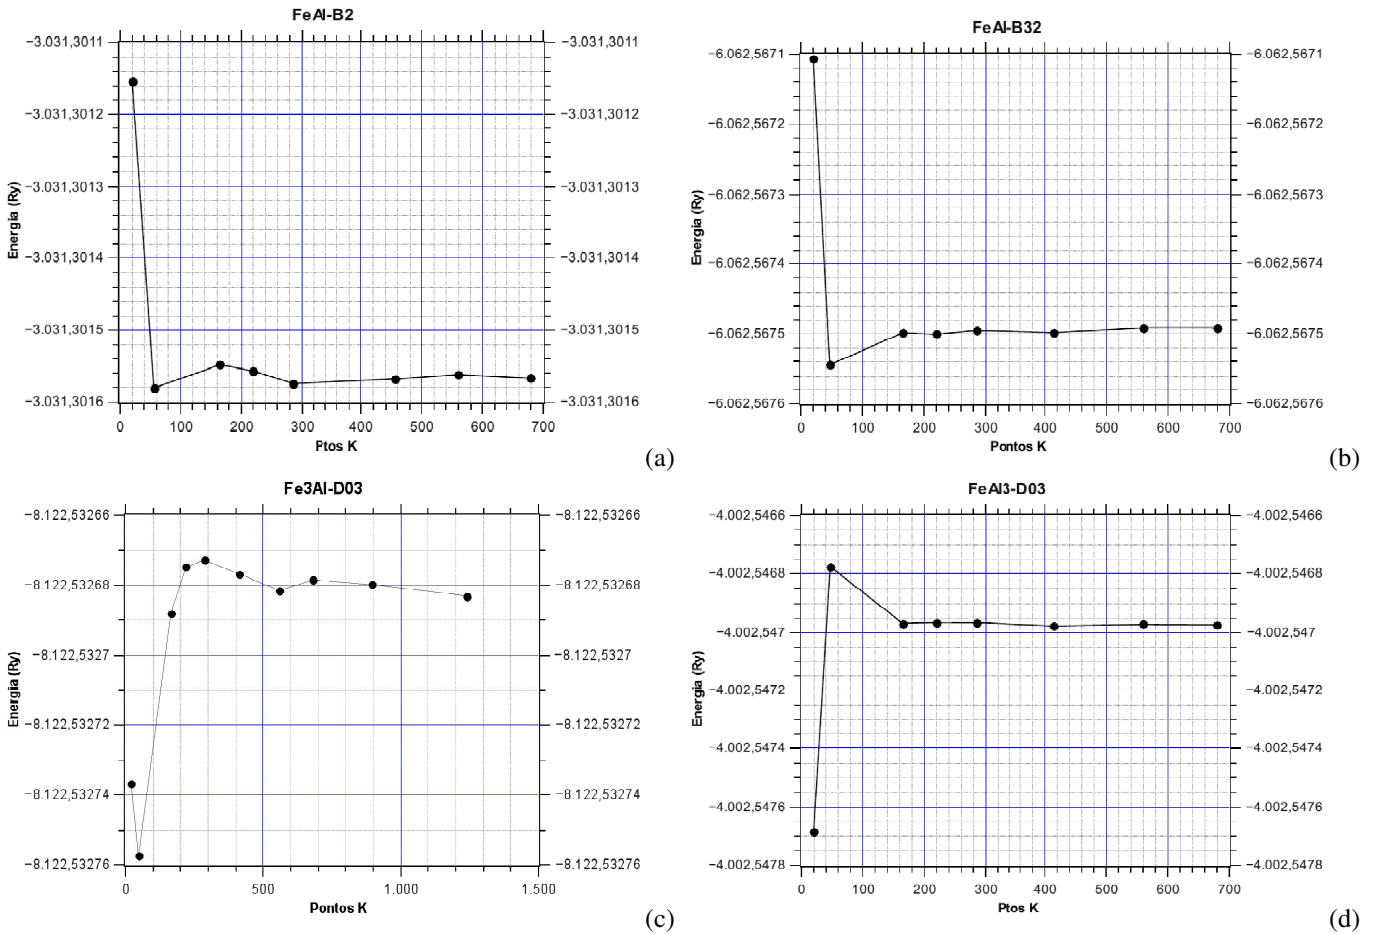 FeAl-B2
−3.031,3011 −3.031,3011
−3.031,3012 −3.031,3012
−3.031,3013 −3.031,3013
−3.031,3014 −3.031,3014
−3.031,3015 −3.031,3015
−3.031,3016 −3.031,3016
Energia (Ry)
0 100 200 300 400 500 600 700
Ptos K
(a)
FeAl-B32
−6.062,5671 −6.062,5671
−6.062,5672 −6.062,5672
−6.062,5673 −6.062,5673
−6.062,5674 −6.062,5674
−6.062,5675 −6.062,5675
−6.062,5676 −6.062,5676
Energia (Ry)
0 100 200 300 400 500 600 700
Pontos K
(b)
Fe3Al-D03
−8.122,53266 −8.122,53266
−8.122,53268 −8.122,53268
−8.122,5327 −8.122,5327
−8.122,53272 −8.122,53272
−8.122,53274 −8.122,53274
−8.122,53276 −8.122,53276
Energia (Ry)
0 500 1.000 1.500
Pontos K
(c)
FeAl3-D03
−4.002,5466 −4.002,5466
−4.002,5468 −4.002,5468
−4.002,547 −4.002,547
−4.002,5472 −4.002,5472
−4.002,5474 −4.002,5474
−4.002,5476 −4.002,5476
−4.002,5478 −4.002,5478
Energia (Ry)
0 100 200 300 400 500 600 700
Ptos K
(d)